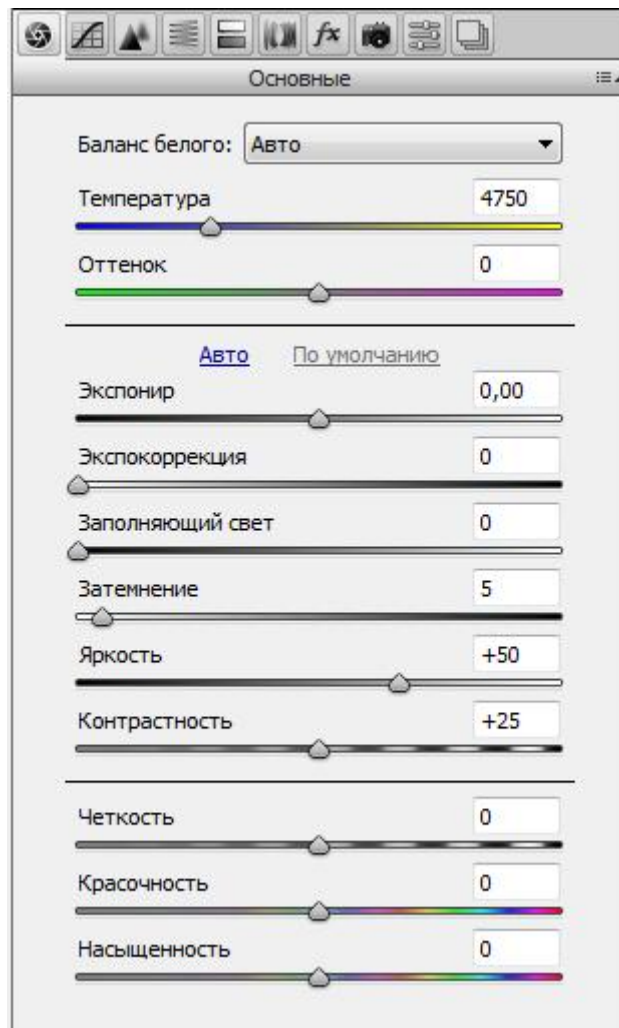 fx
Основные
Баланс белого: Авто
Температура 4750
Оттенок 0
Авто По умолчанию
Экспонир 0,00
Экспокоррекция 0
Заполняющий свет 0
Затемнение 5
Яркость +50
Контрастность +25
Четкость 0
Красочность 0
Насыщенность 0